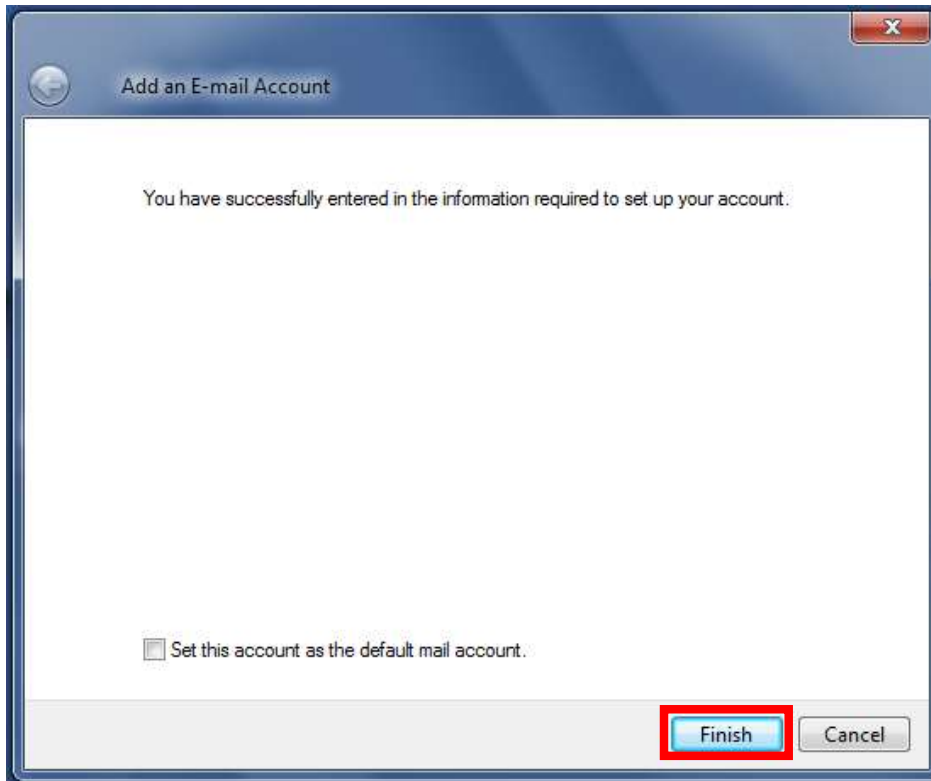 Add an E-mail Account
You have successfully entered in the information required to set up your account.
Set this account as the default mail account.
Finish
Cancel